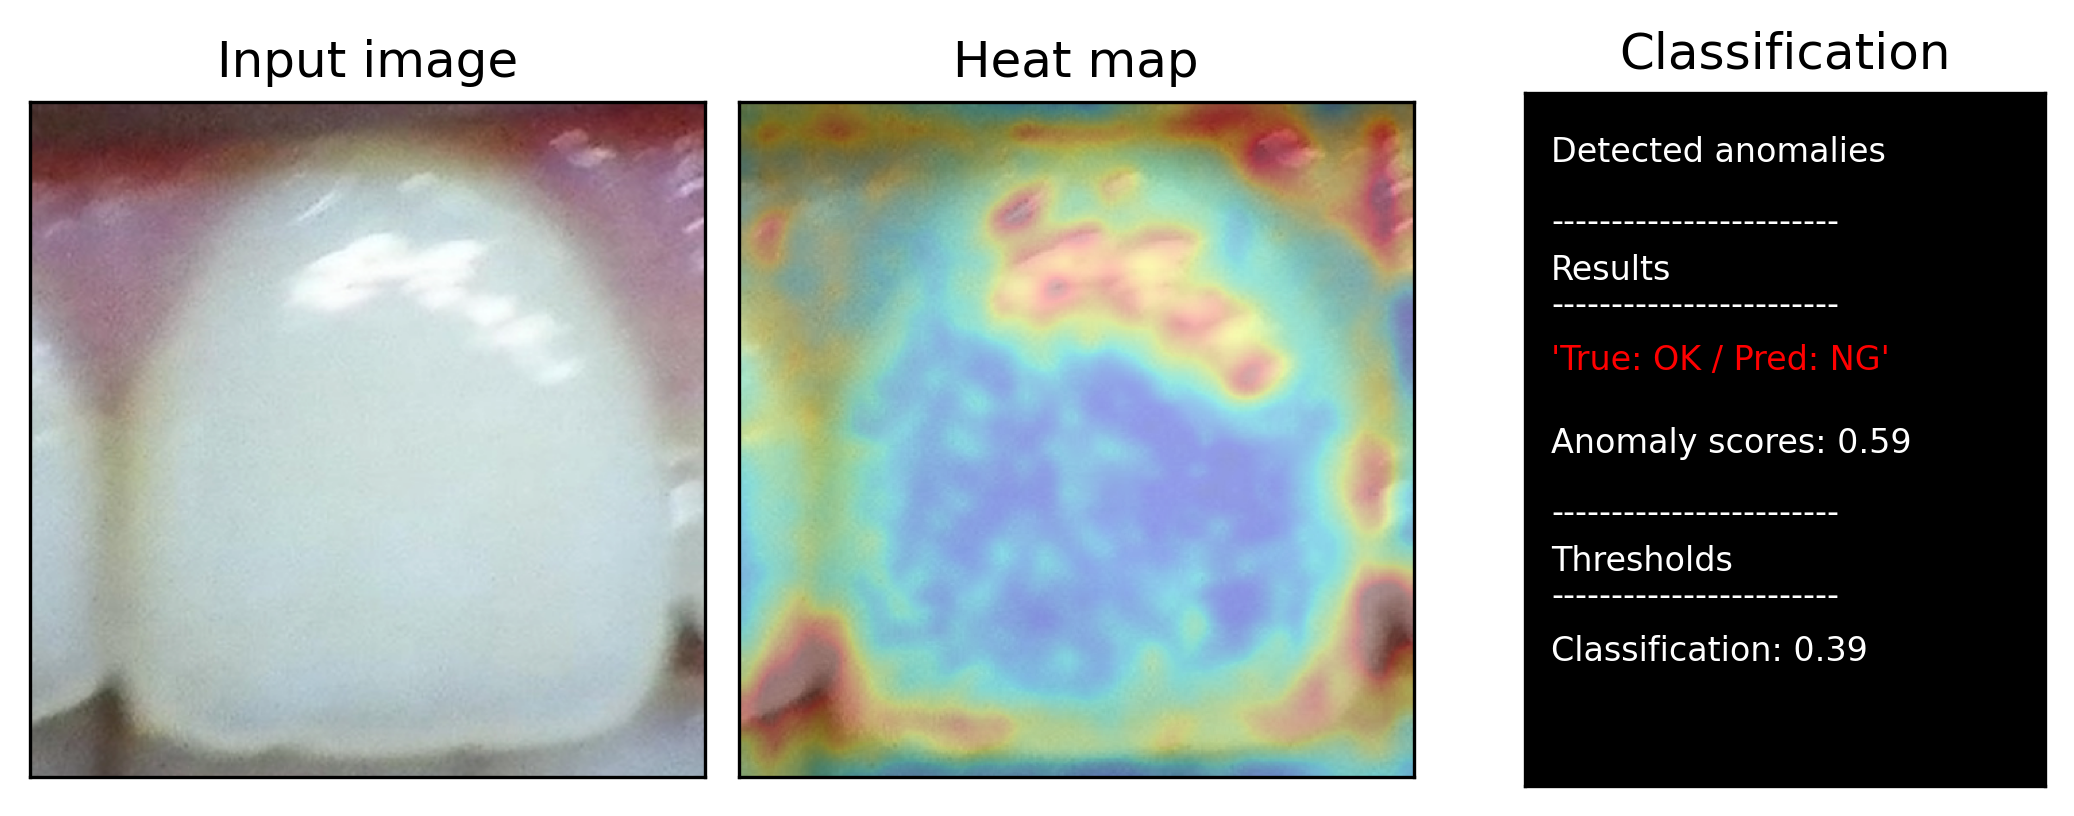 Input image
Heat map
Classification
Detected anomalies
------------------------
Results
------------------------
'True: OK / Pred: NG'
Anomaly scores: 0.59
------------------------
Thresholds
------------------------
Classification: 0.39